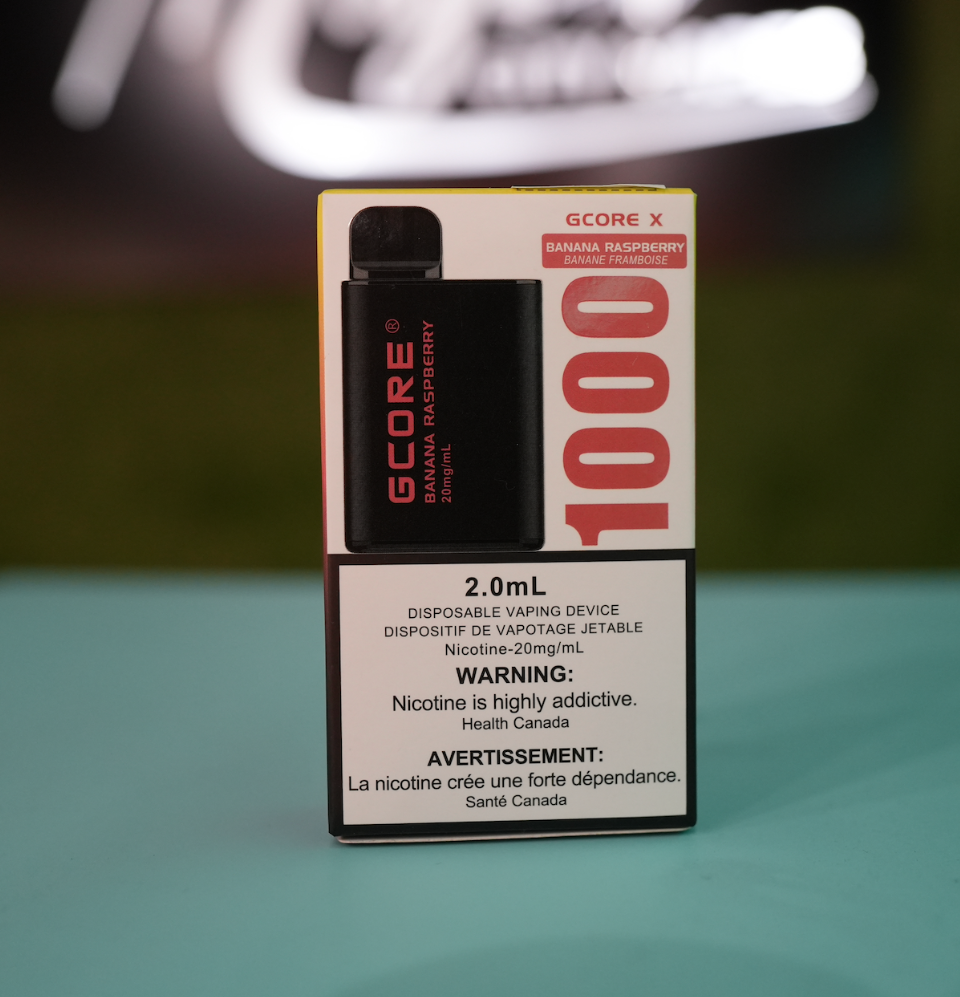 GCORE X
BANANA RASPBERRY
BANANE FRAMBOISE
1000
GCORE®
BANANA RASPBERRY
20mg/mL
2.0mL
DISPOSABLE VAPING DEVICE
DISPOSITIF DE VAPOTAGE JETABLE
Nicotine-20mg/mL
WARNING:
Nicotine is highly addictive.
Health Canada
AVERTISSEMENT:
La nicotine crée une forte dépendance.
Santé Canada